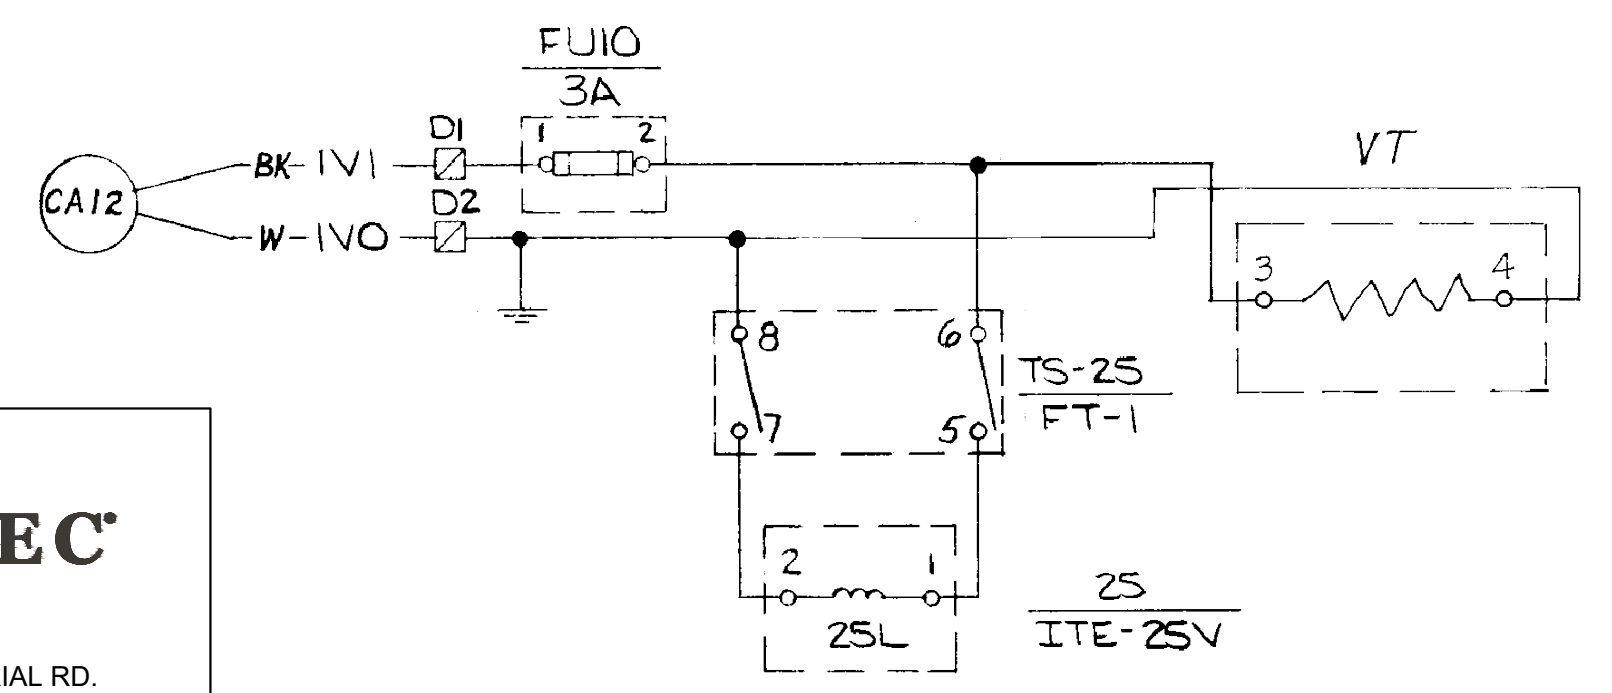 FU10
3A
D1
1 2
VT
BK- 1V1
CA12
D2
W-1V0
3 4
8 6
TS-25
FT-1
7 5
EC
2 1
25
25L
ITE-25V
IAL RD.